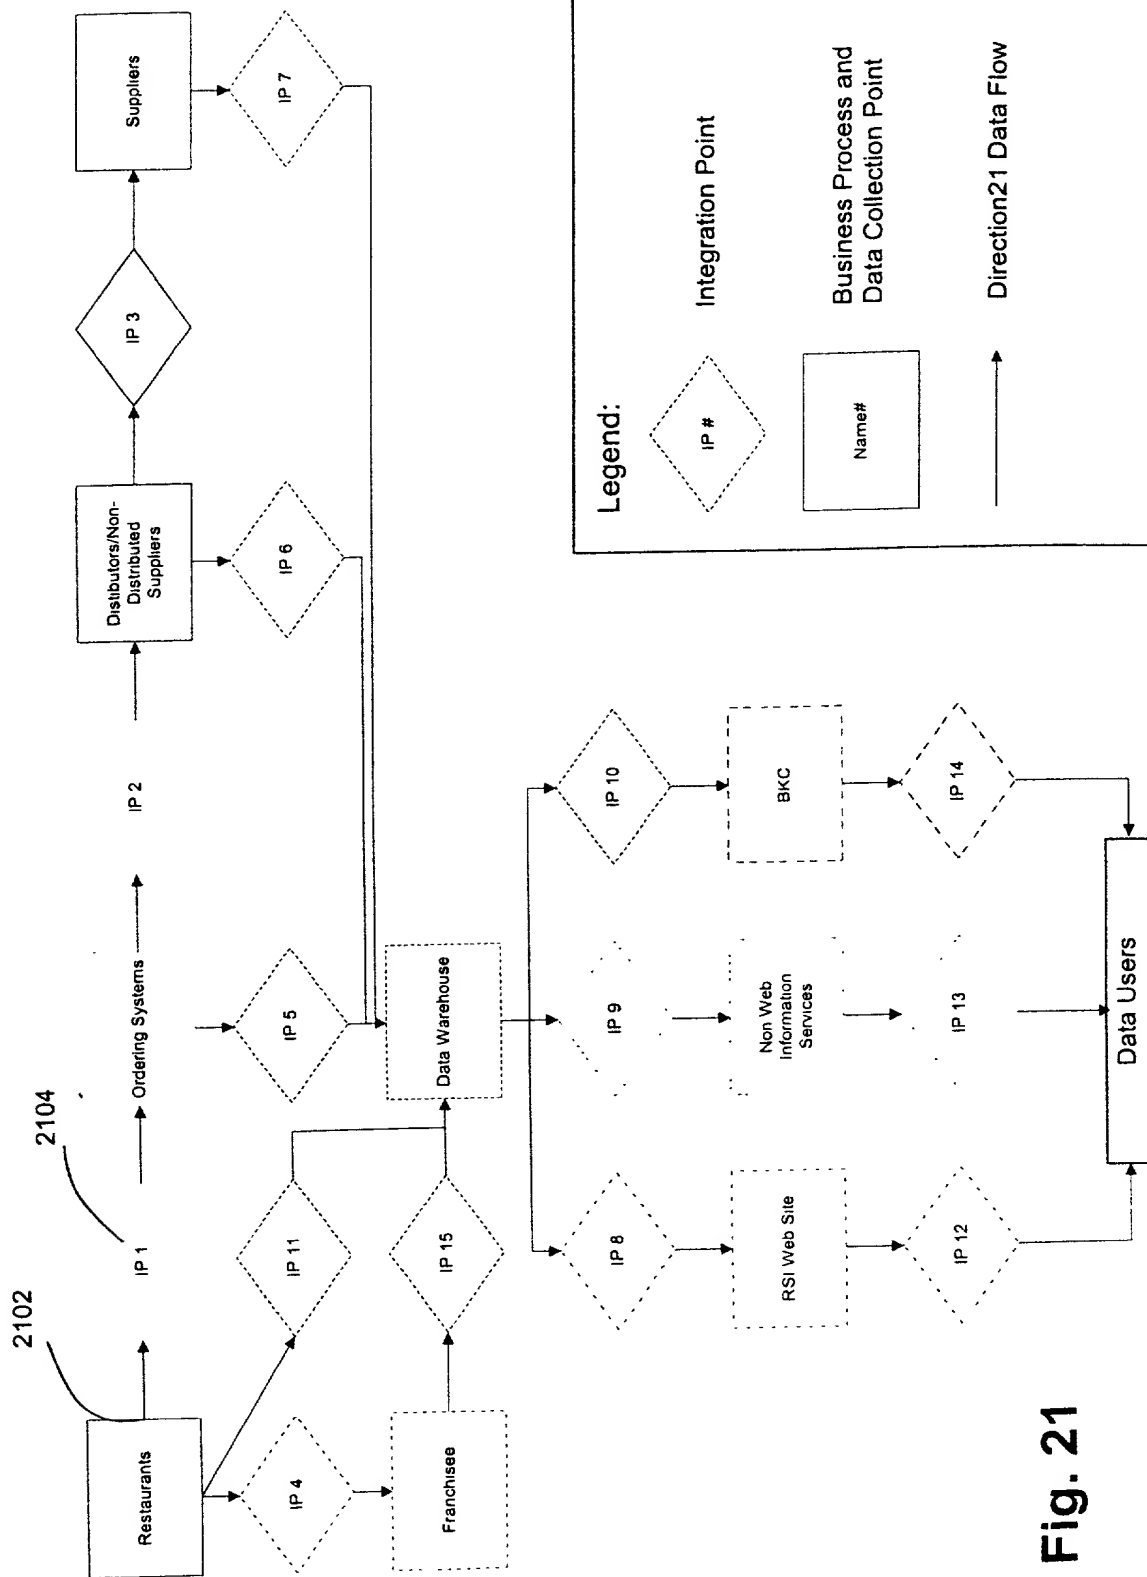 2102
2104
Restaurants
IP 1
Ordering Systems
IP 2
Distibutors/Non-
Distributed
Suppliers
IP 3
Suppliers
IP 4
IP 11
IP 5
IP 6
IP 7
Franchisee
IP 15
Data Warehouse
IP 8
IP 9
IP 10
RSI Web Site
Non Web
Information
Services
BKC
IP 12
IP 13
IP 14
Data Users
Legend:
IP #
Integration Point
Name#
Business Process and
Data Collection Point
Direction21 Data Flow
Fig. 21